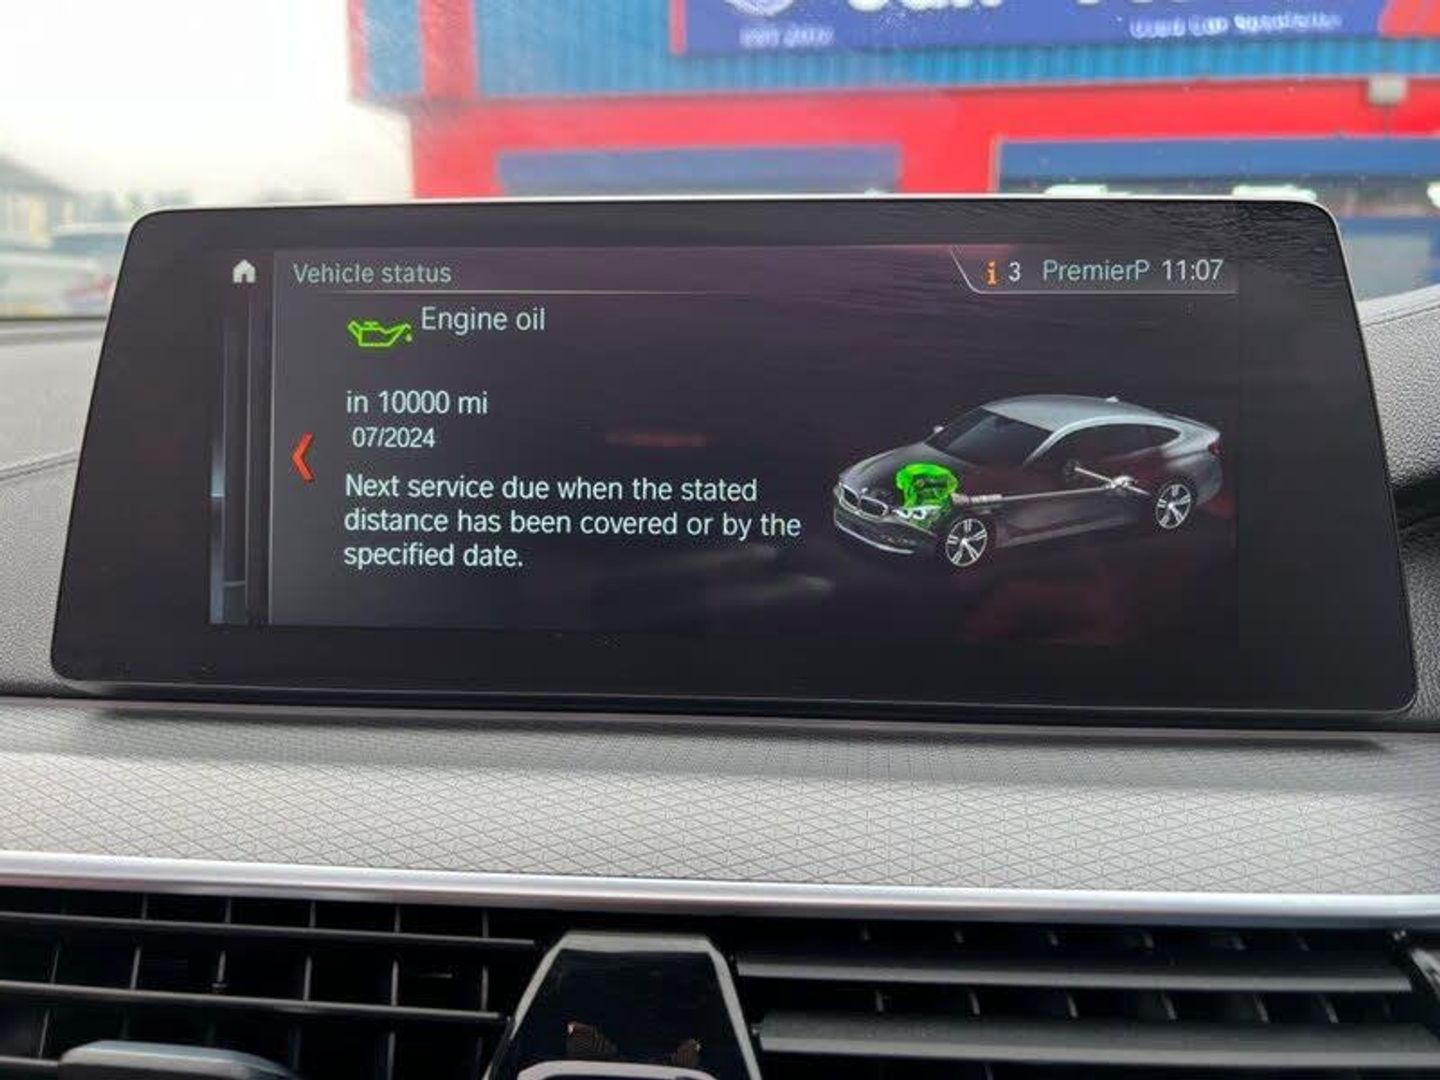 Vehicle status
i 3 PremierP 11:07
Engine oil
in 10000 mi
07/2024
Next service due when the stated
distance has been covered or by the
specified date.